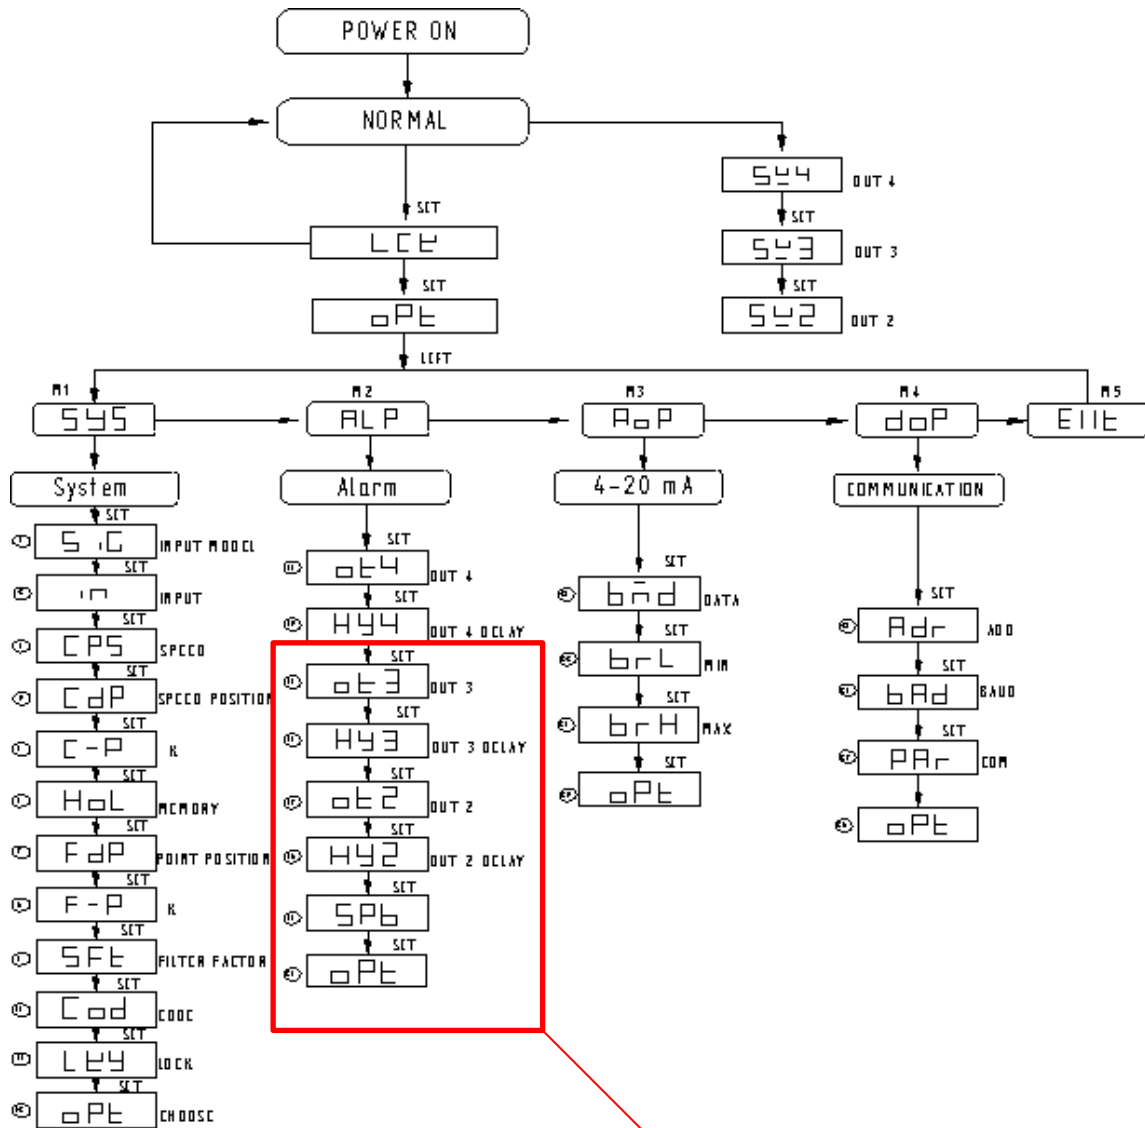 POWER ON
NORMAL
SET
Su4 OUT 4
SET
LCk
Su3 OUT 3
SET
SET
oPt
Su2 OUT 2
LEFT
M1 M2 M3 M4 M5
SYS ALP AoP doP EIIt
System Alarm 4-20 mA COMMUNICATION
SET
SiG INPUT MODEL
SET
in INPUT
SET
CPS SPEED
SET
CdP SPEED POSITION
SET
C-P K
SET
HoL MEMORY
SET
FdP POINT POSITION
SET
F-P K
SET
SFt FILTER FACTOR
SET
Cod CODE
SET
LkY LOCK
SET
oPt CHOOSE
SET
ot4 OUT 4
SET
HY4 OUT 4 DELAY
SET
ot3 OUT 3
SET
HY3 OUT 3 DELAY
SET
ot2 OUT 2
SET
HY2 OUT 2 DELAY
SET
SPb
SET
oPt
SET
bmd DATA
SET
brL MIN
SET
brH MAX
SET
oPt
SET
Adr ADD
SET
bAd BAUD
SET
PAr COM
oPt